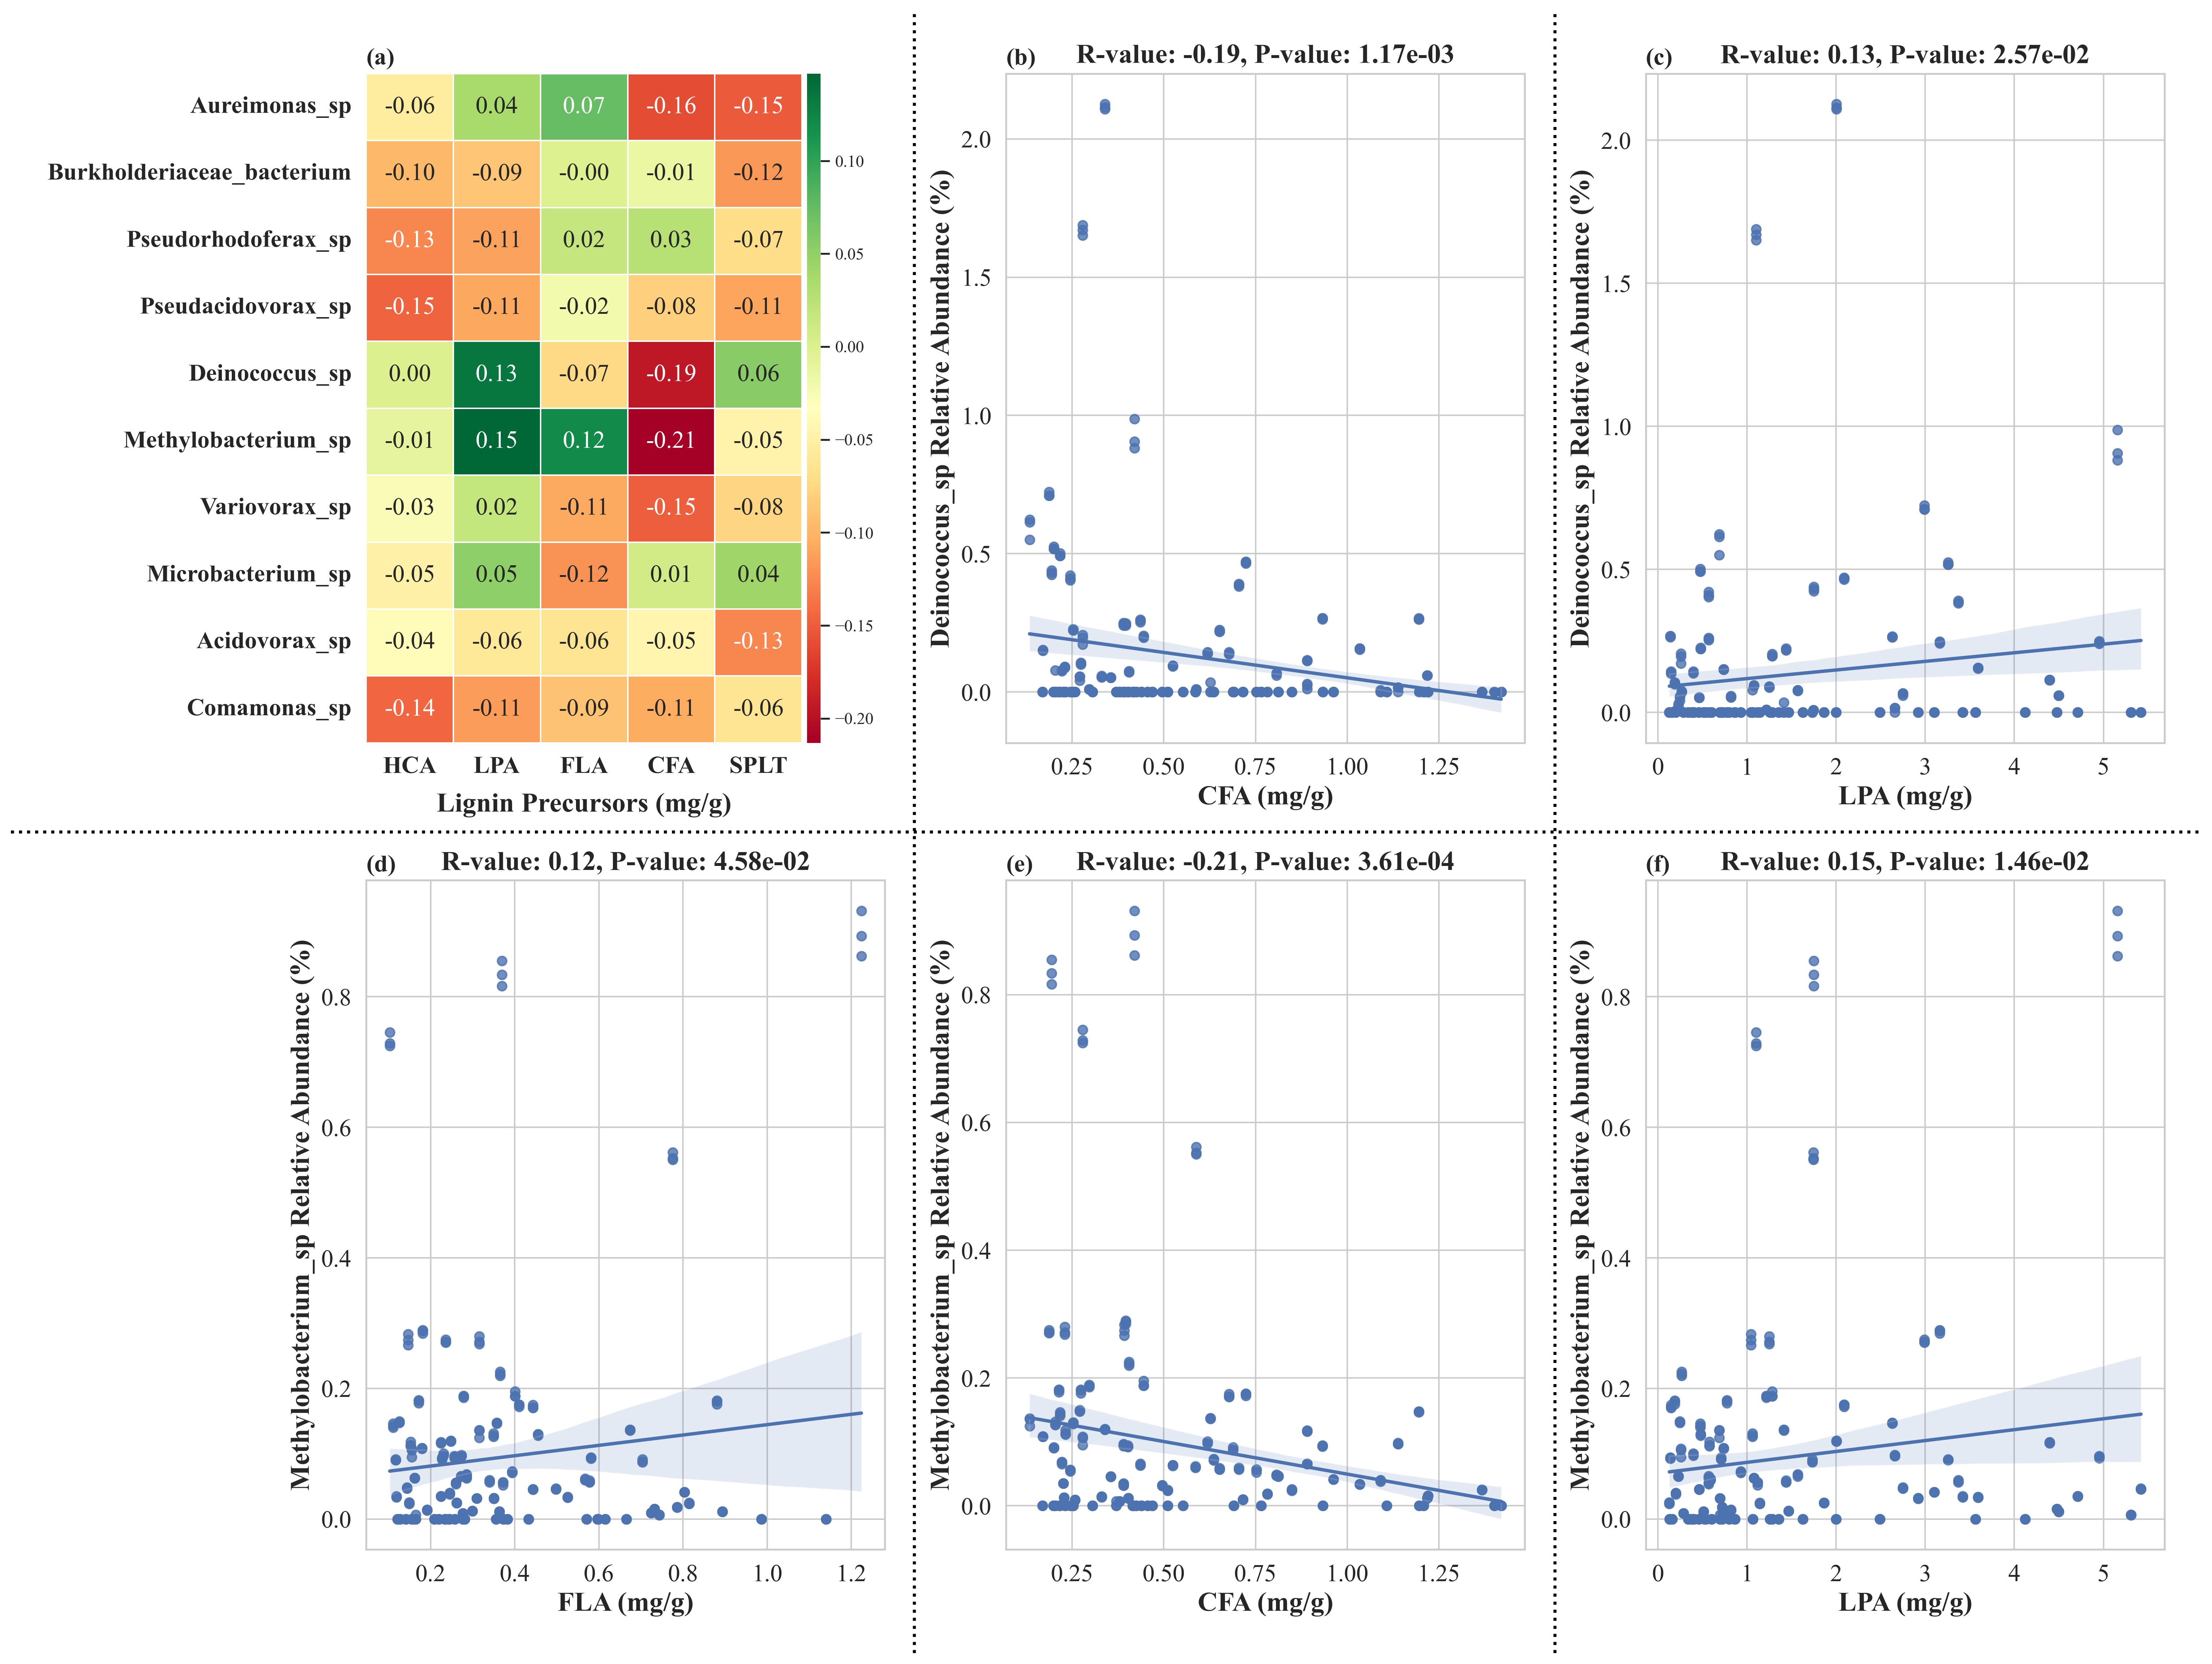 (a)
Aureimonas_sp -0.06 0.04 0.07 -0.16 -0.15
Burkholderiaceae_bacterium -0.10 -0.09 -0.00 -0.01 -0.12
Pseudorhodoferax_sp -0.13 -0.11 0.02 0.03 -0.07
Pseudacidovorax_sp -0.15 -0.11 -0.02 -0.08 -0.11
Deinococcus_sp 0.00 0.13 -0.07 -0.19 0.06
Methylobacterium_sp -0.01 0.15 0.12 -0.21 -0.05
Variovorax_sp -0.03 0.02 -0.11 -0.15 -0.08
Microbacterium_sp -0.05 0.05 -0.12 0.01 0.04
Acidovorax_sp -0.04 -0.06 -0.06 -0.05 -0.13
Comamonas_sp -0.14 -0.11 -0.09 -0.11 -0.06
HCA LPA FLA CFA SPLT
Lignin Precursors (mg/g)
0.10
0.05
0.00
−0.05
−0.10
−0.15
−0.20
(b) R-value: -0.19, P-value: 1.17e-03
Deinococcus_sp Relative Abundance (%)
2.0
1.5
1.0
0.5
0.0
0.25 0.50 0.75 1.00 1.25
CFA (mg/g)
(c) R-value: 0.13, P-value: 2.57e-02
Deinococcus_sp Relative Abundance (%)
2.0
1.5
1.0
0.5
0.0
0 1 2 3 4 5
LPA (mg/g)
(d) R-value: 0.12, P-value: 4.58e-02
Methylobacterium_sp Relative Abundance (%)
0.8
0.6
0.4
0.2
0.0
0.2 0.4 0.6 0.8 1.0 1.2
FLA (mg/g)
(e) R-value: -0.21, P-value: 3.61e-04
Methylobacterium_sp Relative Abundance (%)
0.8
0.6
0.4
0.2
0.0
0.25 0.50 0.75 1.00 1.25
CFA (mg/g)
(f) R-value: 0.15, P-value: 1.46e-02
Methylobacterium_sp Relative Abundance (%)
0.8
0.6
0.4
0.2
0.0
0 1 2 3 4 5
LPA (mg/g)